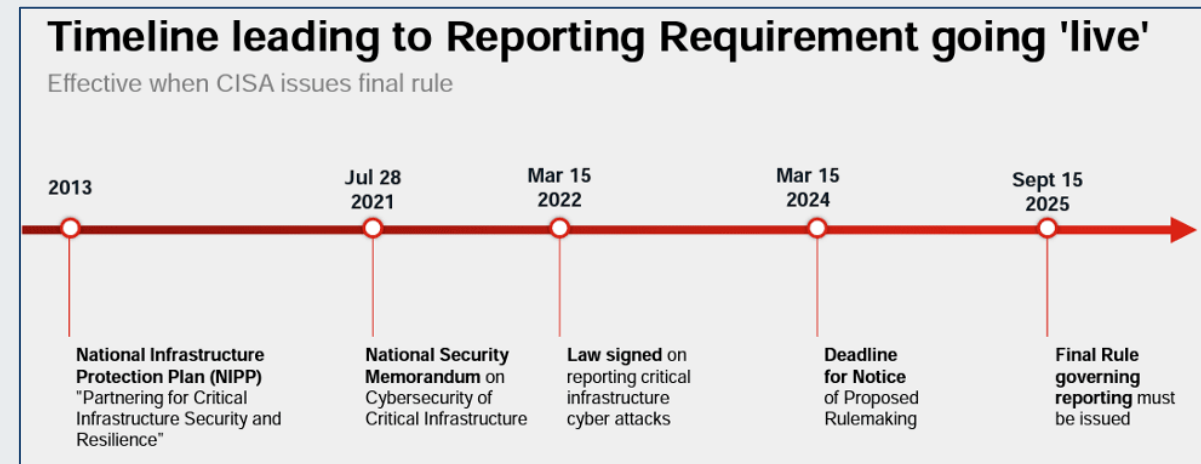 Timeline leading to Reporting Requirement going 'live'
Effective when CISA issues final rule
2013
Jul 28
2021
Mar 15
2022
Mar 15
2024
Sept 15
2025
National Infrastructure
Protection Plan (NIPP)
"Partnering for Critical
Infrastructure Security and
Resilience"
National Security
Memorandum on
Cybersecurity of
Critical Infrastructure
Law signed on
reporting critical
infrastructure
cyber attacks
Deadline
for Notice
of Proposed
Rulemaking
Final Rule
governing
reporting must
be issued